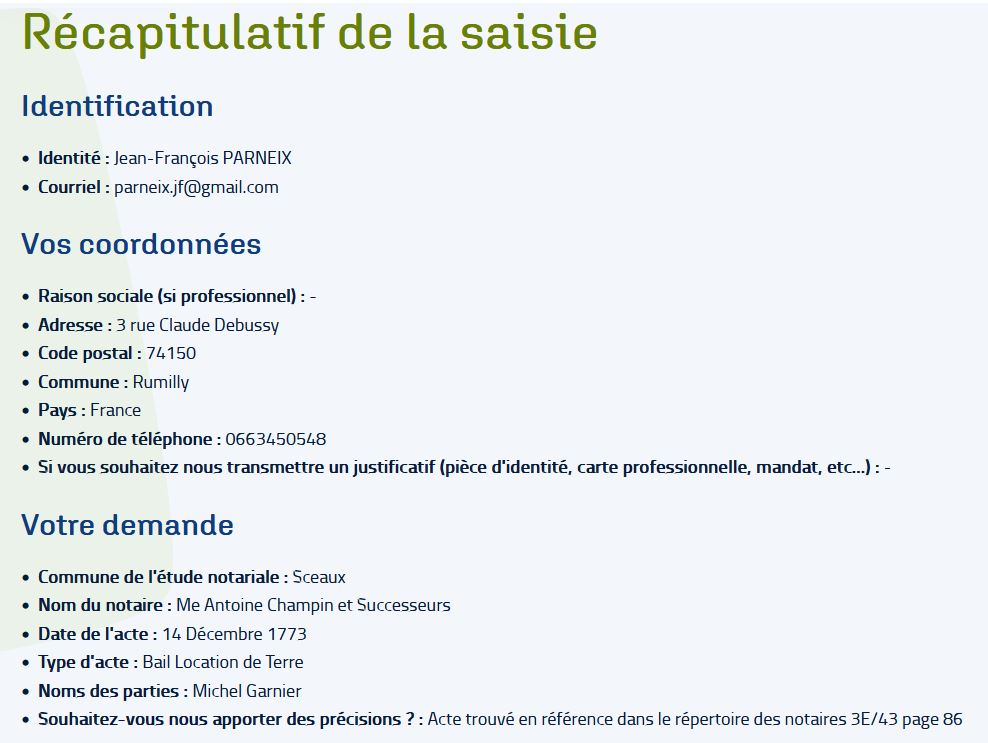 Récapitulatif de la saisie
Identification
• Identité : Jean-François PARNEIX
• Courriel : parneix.jf@gmail.com
Vos coordonnées
• Raison sociale (si professionnel) : -
• Adresse : 3 rue Claude Debussy
• Code postal : 74150
• Commune : Rumilly
• Pays : France
• Numéro de téléphone : 0663450548
• Si vous souhaitez nous transmettre un justificatif (pièce d'identité, carte professionnelle, mandat, etc...) : -
Votre demande
• Commune de l'étude notariale : Sceaux
• Nom du notaire : Me Antoine Champin et Successeurs
• Date de l'acte : 14 Décembre 1773
• Type d'acte : Bail Location de Terre
• Noms des parties : Michel Garnier
• Souhaitez-vous nous apporter des précisions ? : Acte trouvé en référence dans le répertoire des notaires 3E/43 page 86